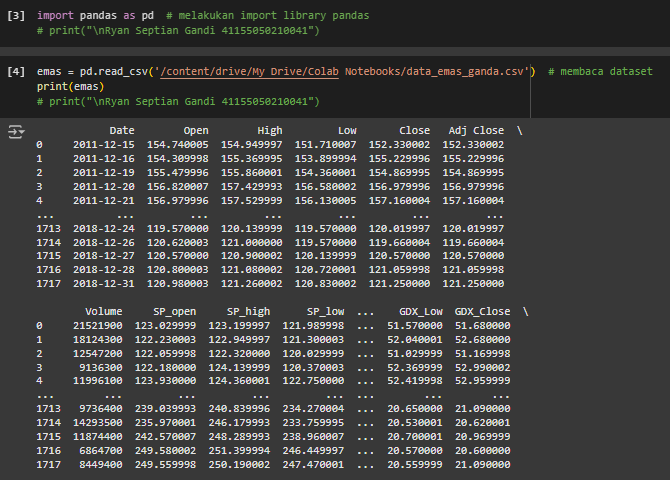 [3] import pandas as pd # melakukan import library pandas
# print("\nRyan Septian Gandi 41155050210041")
[4] emas = pd.read_csv('/content/drive/My Drive/Colab Notebooks/data_emas_ganda.csv') # membaca dataset
print(emas)
# print("\nRyan Septian Gandi 41155050210041")
Date Open High Low Close Adj Close \
0 2011-12-15 154.740005 154.949997 151.710007 152.330002 152.330002
1 2011-12-16 154.309998 155.369995 153.899994 155.229996 155.229996
2 2011-12-19 155.479996 155.860001 154.360001 154.869995 154.869995
3 2011-12-20 156.820007 157.429993 156.580002 156.979996 156.979996
4 2011-12-21 156.979996 157.529999 156.130005 157.160004 157.160004
... ... ... ... ... ... ...
1713 2018-12-24 119.570000 120.139999 119.570000 120.019997 120.019997
1714 2018-12-26 120.620003 121.000000 119.570000 119.660004 119.660004
1715 2018-12-27 120.570000 120.900002 120.139999 120.570000 120.570000
1716 2018-12-28 120.800003 121.080002 120.720001 121.059998 121.059998
1717 2018-12-31 120.980003 121.260002 120.830002 121.250000 121.250000
Volume SP_open SP_high SP_low ... GDX_Low GDX_Close \
0 21521900 123.029999 123.199997 121.989998 ... 51.570000 51.680000
1 18124300 122.230003 122.949997 121.300003 ... 52.040001 52.680000
2 12547200 122.059998 122.320000 120.029999 ... 51.029999 51.169998
3 9136300 122.180000 124.139999 120.370003 ... 52.369999 52.990002
4 11996100 123.930000 124.360001 122.750000 ... 52.419998 52.959999
... ... ... ... ... ... ... ...
1713 9736400 239.039993 240.839996 234.270004 ... 20.650000 21.090000
1714 14293500 235.970001 246.179993 233.759995 ... 20.530001 20.620001
1715 11874400 242.570007 248.289993 238.960007 ... 20.700001 20.969999
1716 6864700 249.580002 251.399994 246.449997 ... 20.570000 20.600000
1717 8449400 249.559998 250.190002 247.470001 ... 20.559999 21.090000